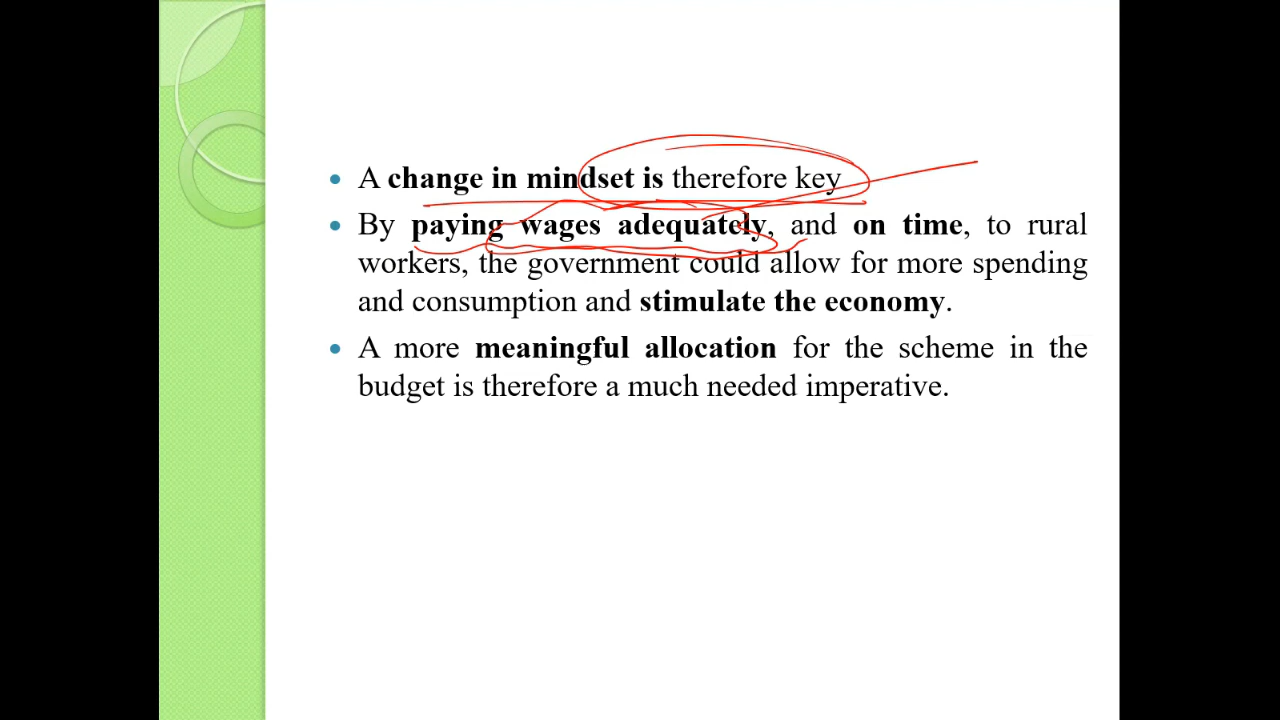 A change in mindset is therefore key
By paying wages adequately, and on time, to rural
workers, the government could allow for more spending
and consumption and stimulate the economy.
A more meaningful allocation for the scheme in the
budget is therefore a much needed imperative.